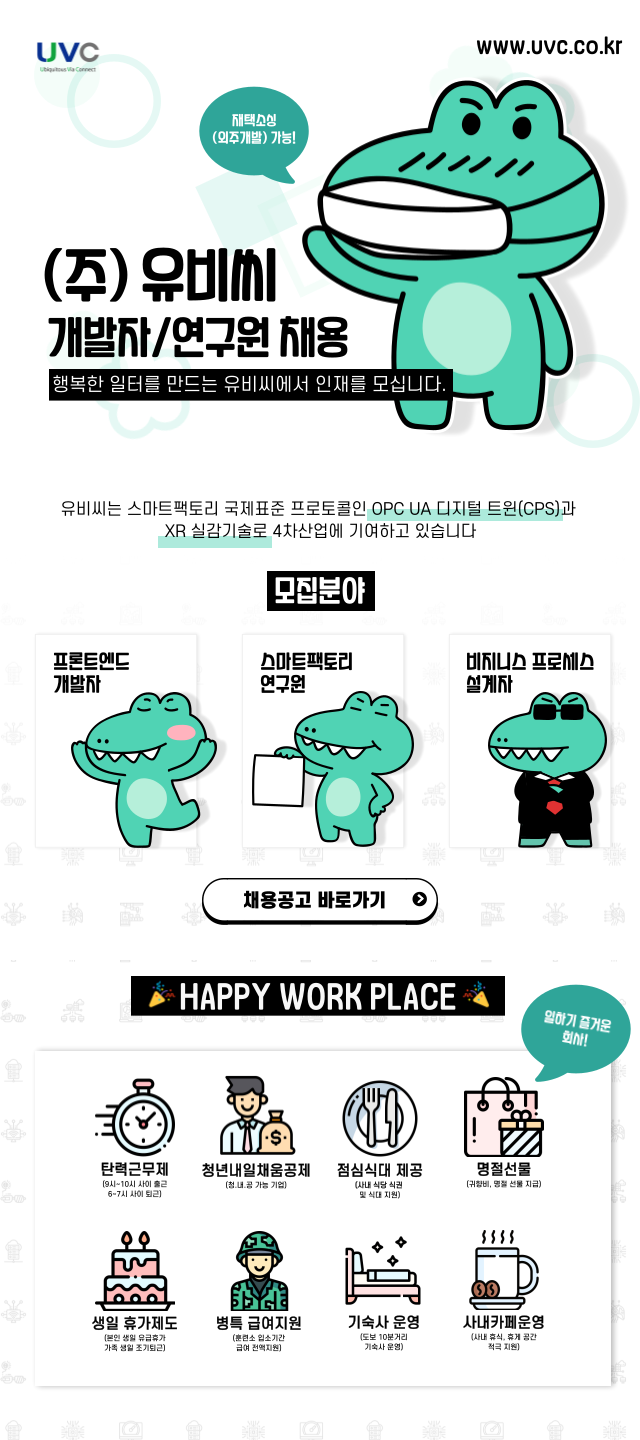 UVC
Ubiquitous Via Connect
www.uvc.co.kr
재택소싱
(외주개발) 가능!
(주) 유비씨
개발자/연구원 채용
행복한 일터를 만드는 유비씨에서 인재를 모십니다.
유비씨는 스마트팩토리 국제표준 프로토콜인 OPC UA 디지털 트윈(CPS)과
XR 실감기술로 4차산업에 기여하고 있습니다
모집분야
프론트엔드
개발자
스마트팩토리
연구원
비지니스 프로세스
설계자
채용공고 바로가기
HAPPY WORK PLACE
일하기 즐거운
회사!
탄력근무제
(9시~10시 사이 출근
6~7시 사이 퇴근)
청년내일채움공제
(청.내.공 가능 기업)
점심식대 제공
(사내 식당 식권
및 식대 지원)
명절선물
(귀향비, 명절 선물 지급)
생일 휴가제도
(본인 생일 유급휴가
가족 생일 조기퇴근)
병특 급여지원
(훈련소 입소기간
급여 전액지원)
기숙사 운영
(도보 10분거리
기숙사 운영)
사내카페운영
(사내 휴식, 휴게 공간
적극 지원)